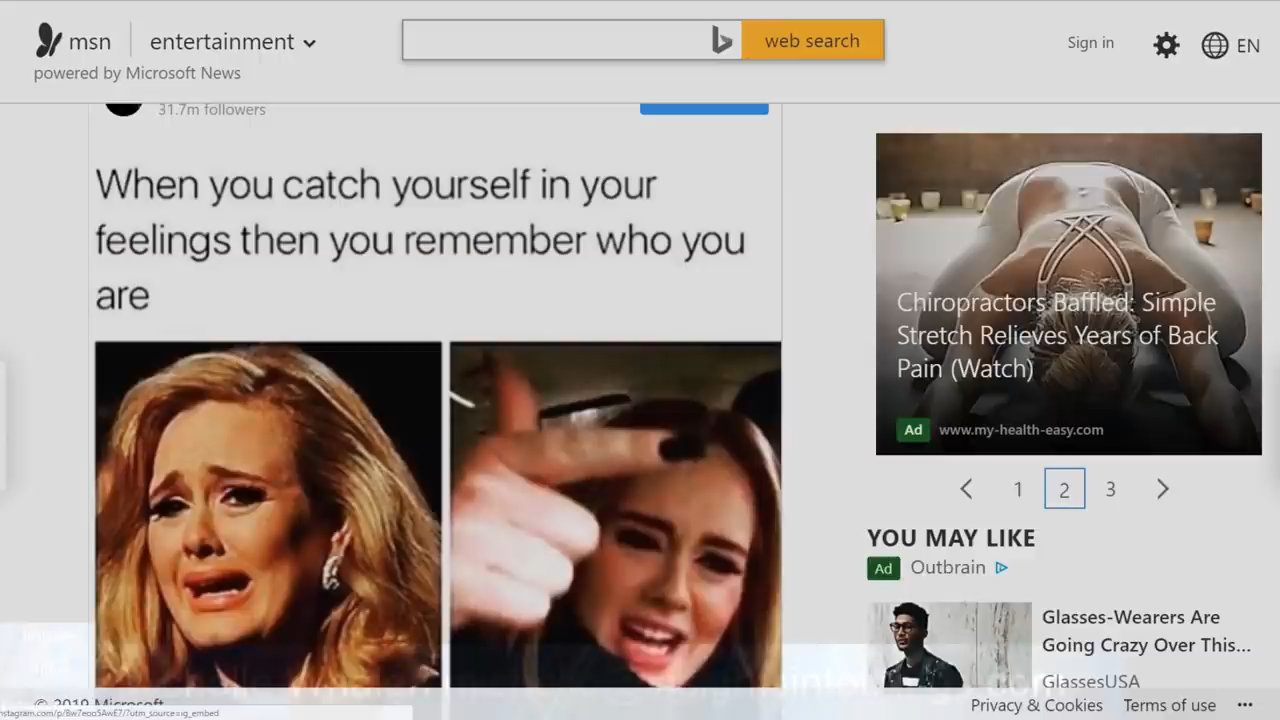 msn
entertainment
web search
Sign in
EN
powered by Microsoft News
31.7m followers
When you catch yourself in your
feelings then you remember who you
are
Chiropractors Baffled: Simple
Stretch Relieves Years of Back
Pain (Watch)
Ad www.my-health-easy.com
1 2 3
YOU MAY LIKE
Ad Outbrain
Glasses-Wearers Are
Going Crazy Over This...
GlassesUSA
© 2019 Microsoft
Privacy & Cookies Terms of use ...